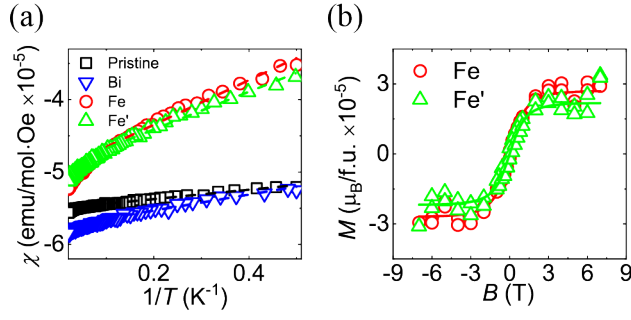 (a)
Pristine
Bi
Fe
Fe'
-4
-5
-6
0.2
0.4
χ (emu/mol·Oe ×10⁻⁵)
1/T (K⁻¹)
(b)
Fe
Fe'
3
0
-3
-9
-6
-3
0
3
6
9
M (μB/f.u. ×10⁻⁵)
B (T)